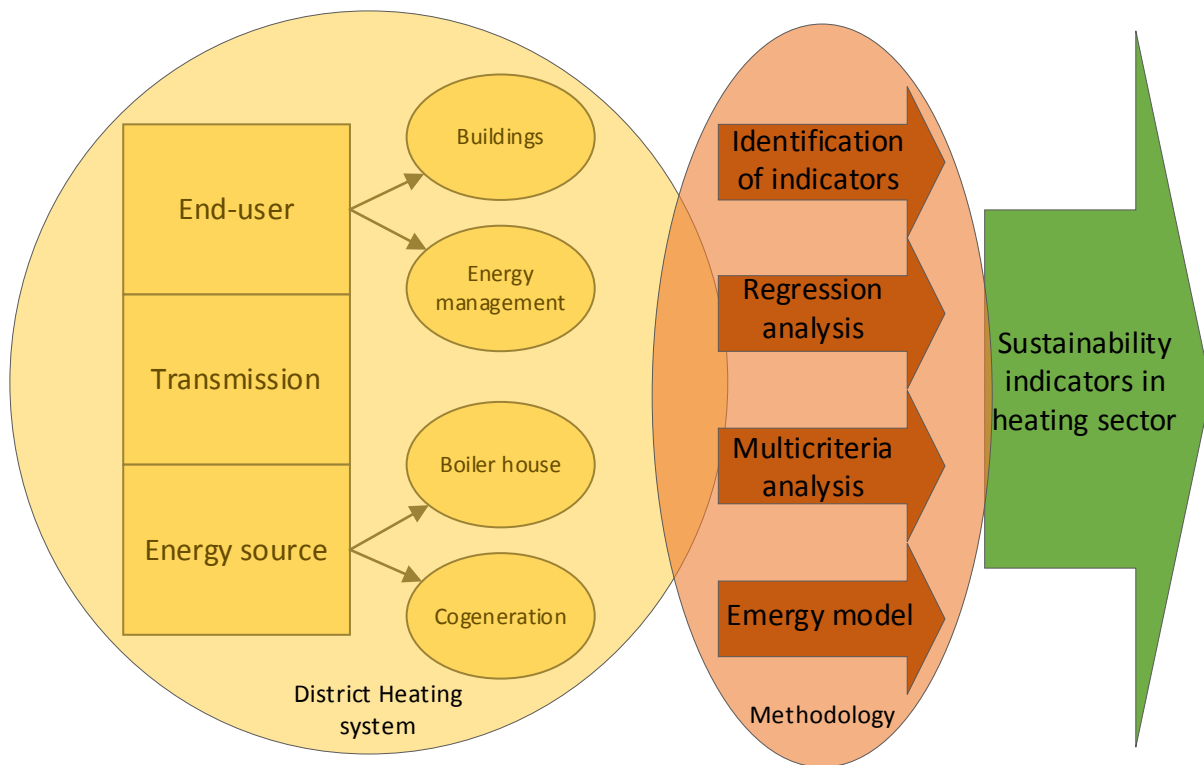 End-user
Transmission
Energy source
Buildings
Energy
management
Boiler house
Cogeneration
District Heating
system
Identification
of indicators
Regression
analysis
Multicriteria
analysis
Emergy model
Methodology
Sustainability
indicators in
heating sector